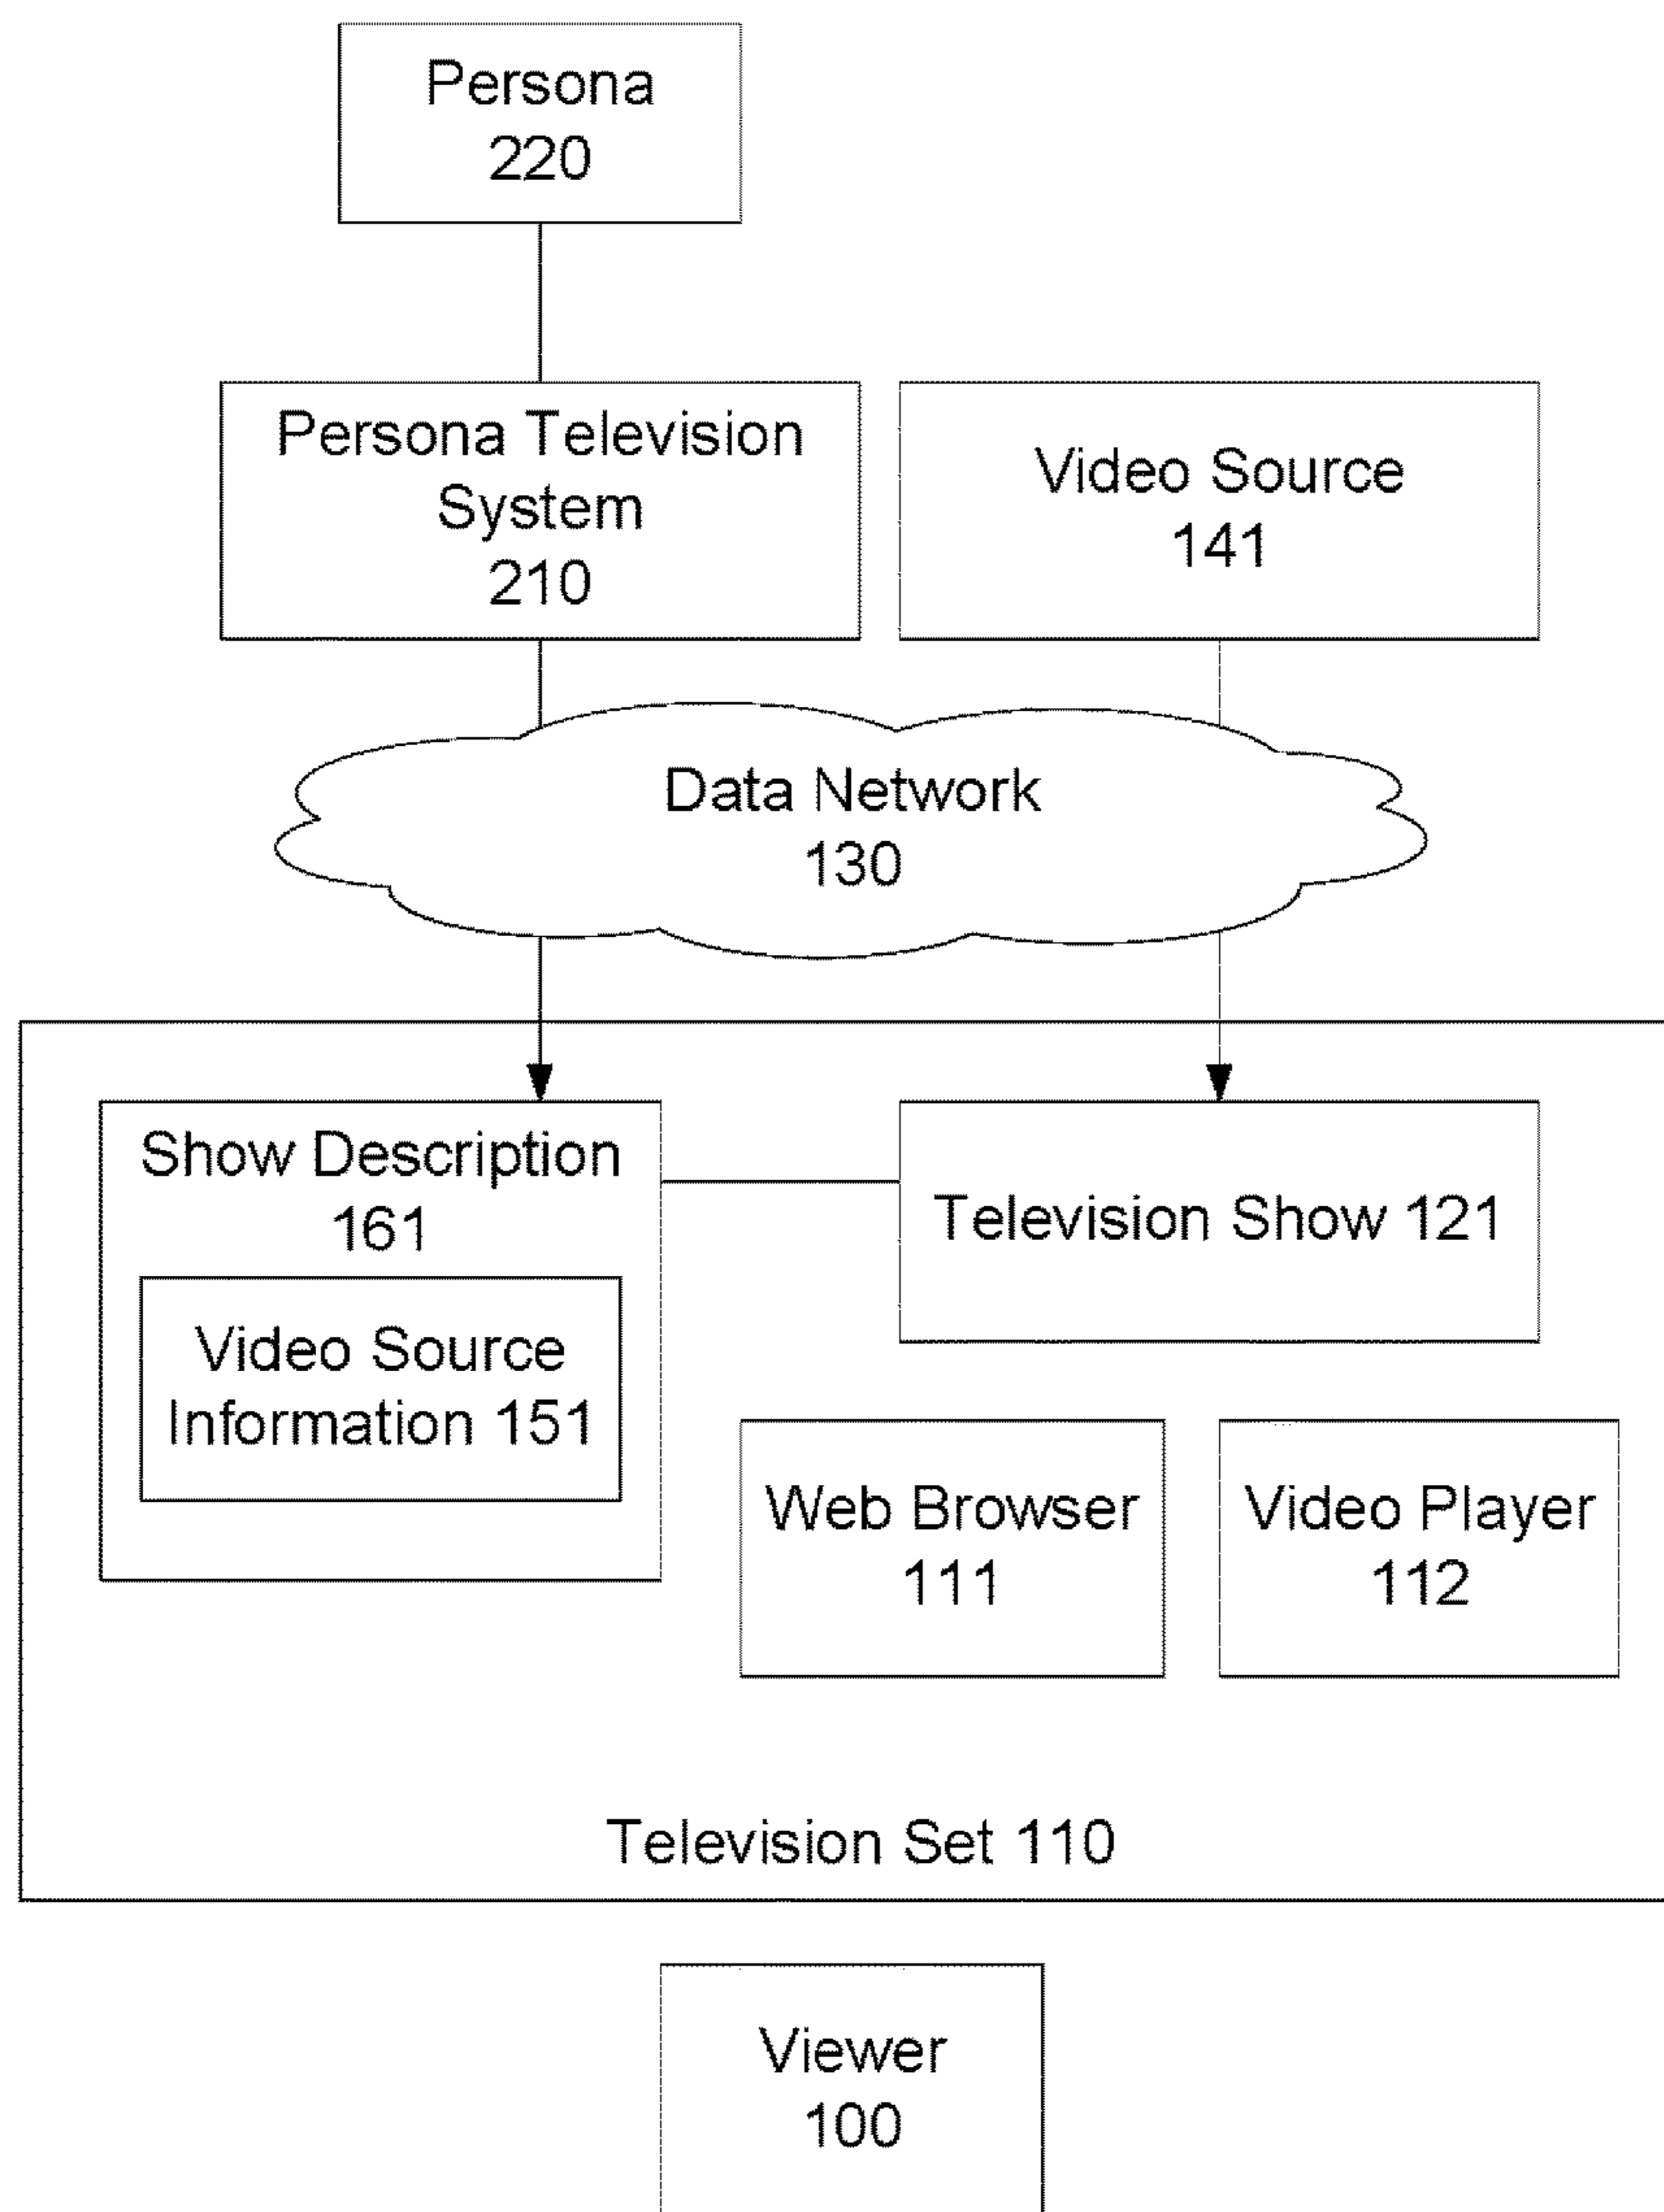 Persona
220
Persona Television
System
210
Video Source
141
Data Network
130
Show Description
161
Video Source
Information 151
Television Show 121
Web Browser
111
Video Player
112
Television Set 110
Viewer
100